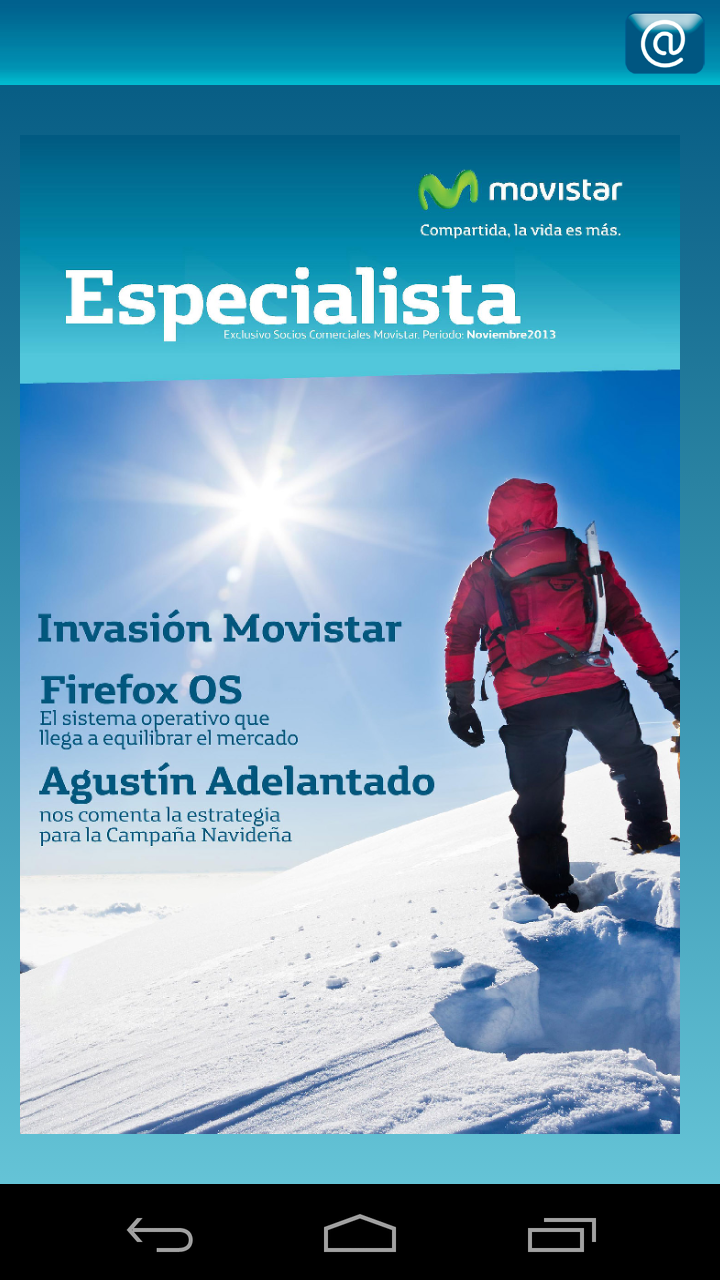 @
movistar
Compartida, la vida es más.
Especialista
Exclusivo Socios Comerciales Movistar. Periodo: Noviembre2013
Invasión Movistar
Firefox OS
El sistema operativo que
llega a equilibrar el mercado
Agustín Adelantado
nos comenta la estrategia
para la Campaña Navideña